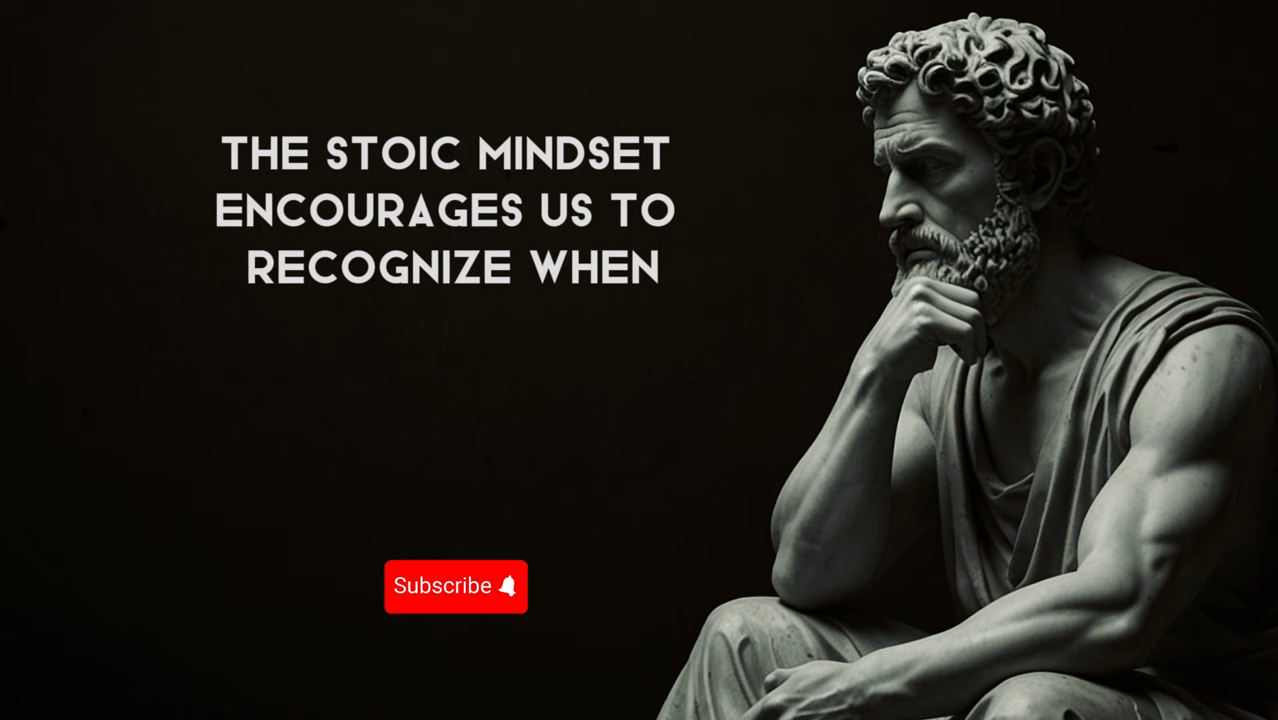 THE STOIC MINDSET
ENCOURAGES US TO
RECOGNIZE WHEN
Subscribe